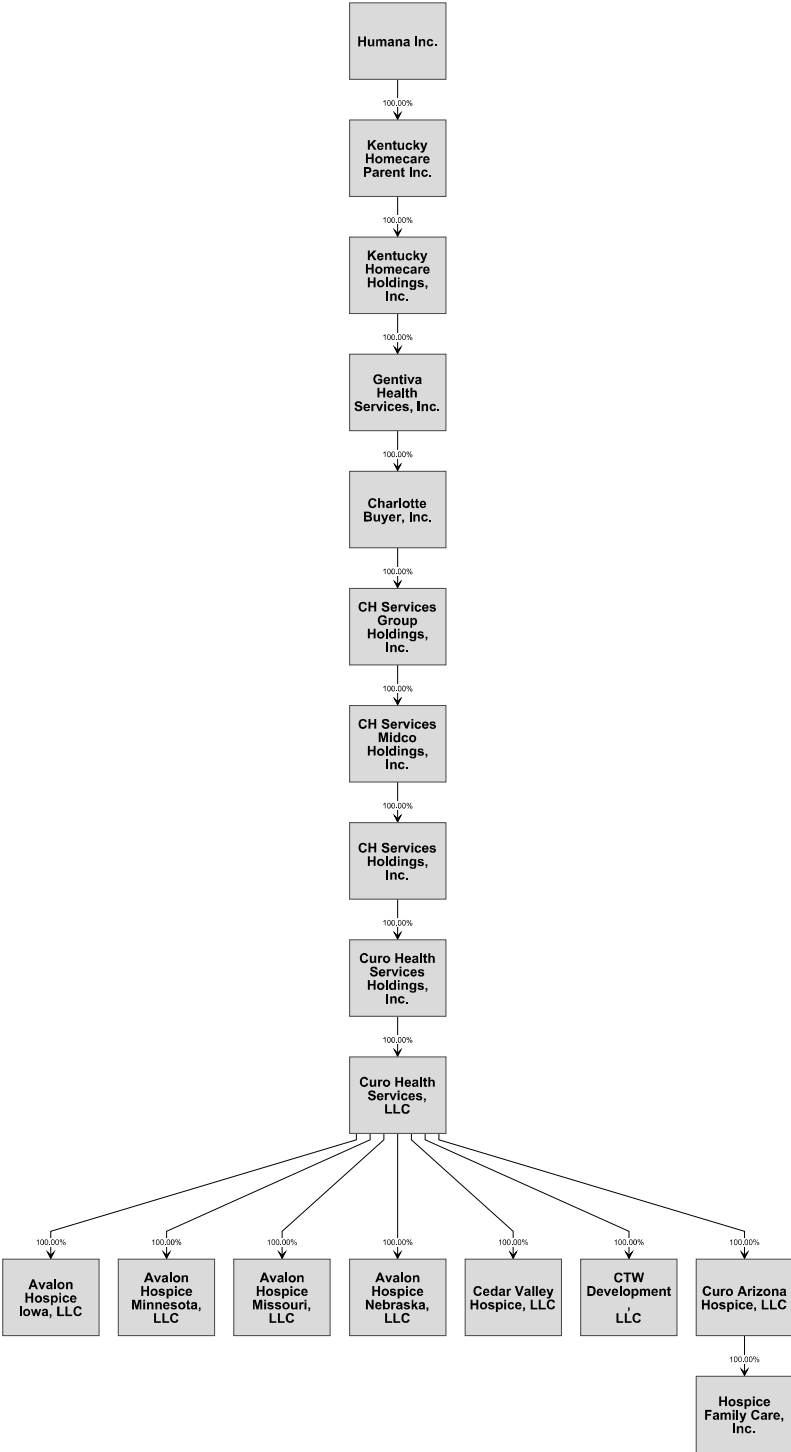 Humana Inc.
100.00%
Kentucky
Homecare
Parent Inc.
100.00%
Kentucky
Homecare
Holdings,
Inc.
100.00%
Gentiva
Health
Services, Inc.
100.00%
Charlotte
Buyer, Inc.
100.00%
CH Services
Group
Holdings,
Inc.
100.00%
CH Services
Midco
Holdings,
Inc.
100.00%
CH Services
Holdings,
Inc.
100.00%
Curo Health
Services
Holdings,
Inc.
100.00%
Curo Health
Services,
LLC
100.00%
Avalon
Hospice
Iowa, LLC
100.00%
Avalon
Hospice
Minnesota,
LLC
100.00%
Avalon
Hospice
Missouri,
LLC
100.00%
Avalon
Hospice
Nebraska,
LLC
100.00%
Cedar Valley
Hospice, LLC
100.00%
CTW
Development
,
LLC
100.00%
Curo Arizona
Hospice, LLC
100.00%
Hospice
Family Care,
Inc.